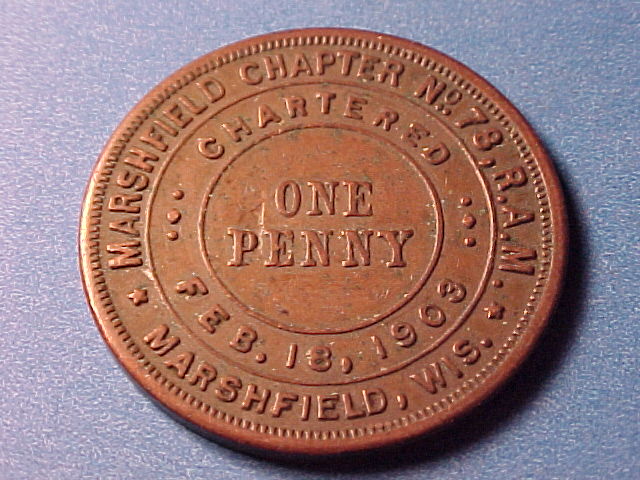 MARSHFIELD CHAPTER No. 78, R.A.M.
CHARTERED
ONE
PENNY
FEB. 18, 1903
MARSHFIELD, WIS.